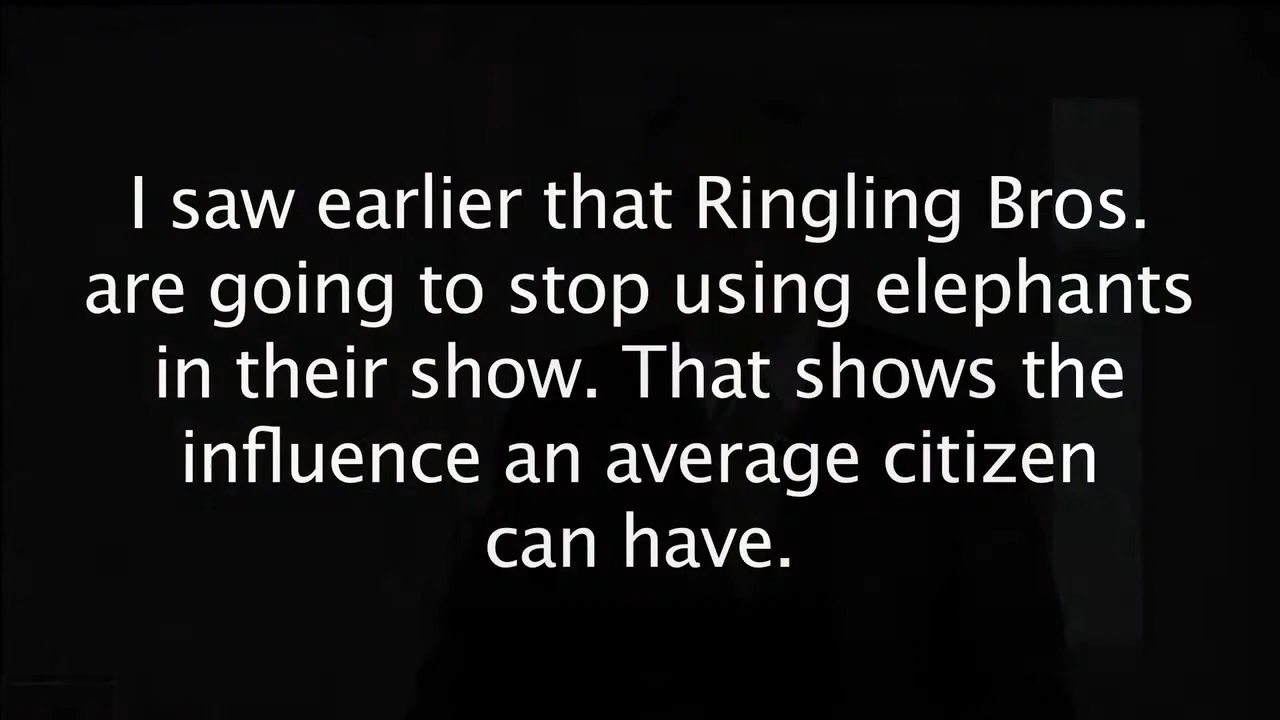 I saw earlier that Ringling Bros.
are going to stop using elephants
in their show. That shows the
influence an average citizen
can have.